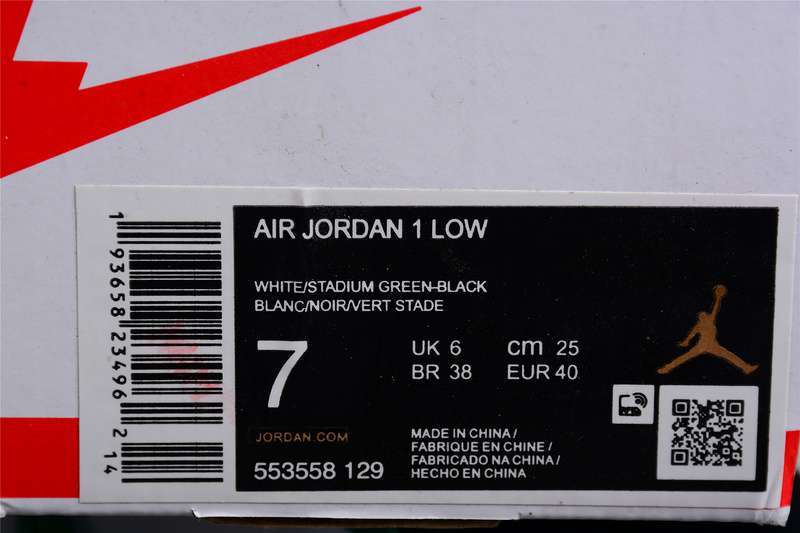 AIR JORDAN 1 LOW
WHITE/STADIUM GREEN-BLACK
BLANC/NOIR/VERT STADE
7
UK 6 cm 25
BR 38 EUR 40
JORDAN.COM
553558 129
MADE IN CHINA/
FABRIQUE EN CHINE/
FABRICADO NA CHINA/
HECHO EN CHINA
1 93658 23496 2 14